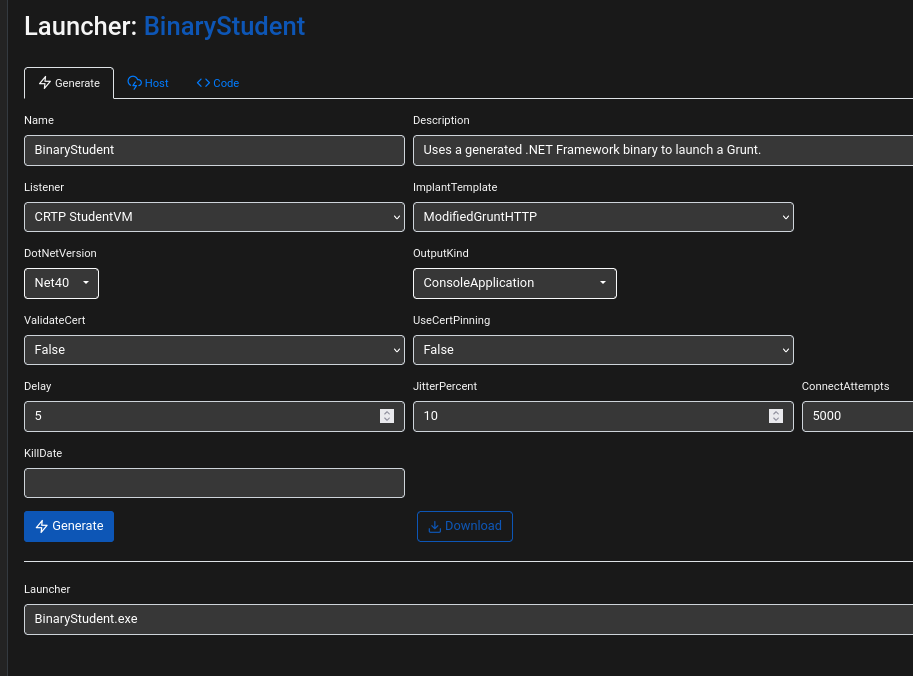 Launcher: BinaryStudent
Generate Host Code
Name Description
BinaryStudent Uses a generated .NET Framework binary to launch a Grunt.
Listener ImplantTemplate
CRTP StudentVM ModifiedGruntHTTP
DotNetVersion OutputKind
Net40 ConsoleApplication
ValidateCert UseCertPinning
False False
Delay JitterPercent ConnectAttempts
5 10 5000
KillDate
Generate Download
Launcher
BinaryStudent.exe